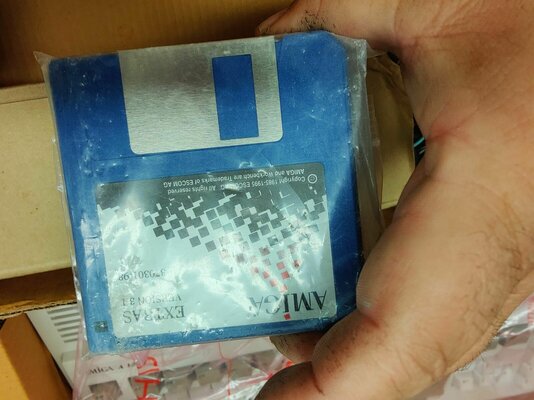 AMIGA
EXTRAS
VERSION 3.1
© Copyright 1985-1995 ESCOM AG All rights reserved
AMIGA and Workbench are Trademarks of ESCOM AG